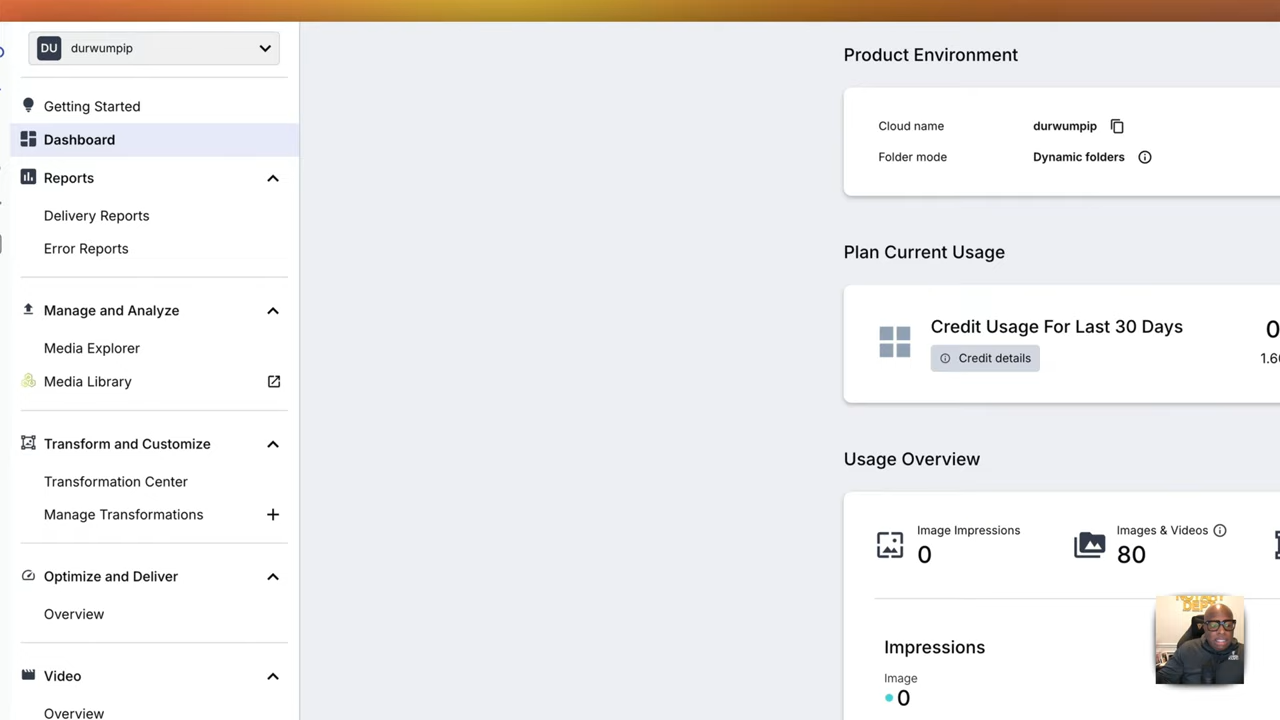 DU durwumpip
Getting Started
Dashboard
Reports
Delivery Reports
Error Reports
Manage and Analyze
Media Explorer
Media Library
Transform and Customize
Transformation Center
Manage Transformations
Optimize and Deliver
Overview
Video
Overview
Product Environment
Cloud name durwumpip
Folder mode Dynamic folders
Plan Current Usage
Credit Usage For Last 30 Days
Credit details
Usage Overview
Image Impressions
0
Images & Videos
80
Impressions
Image
0